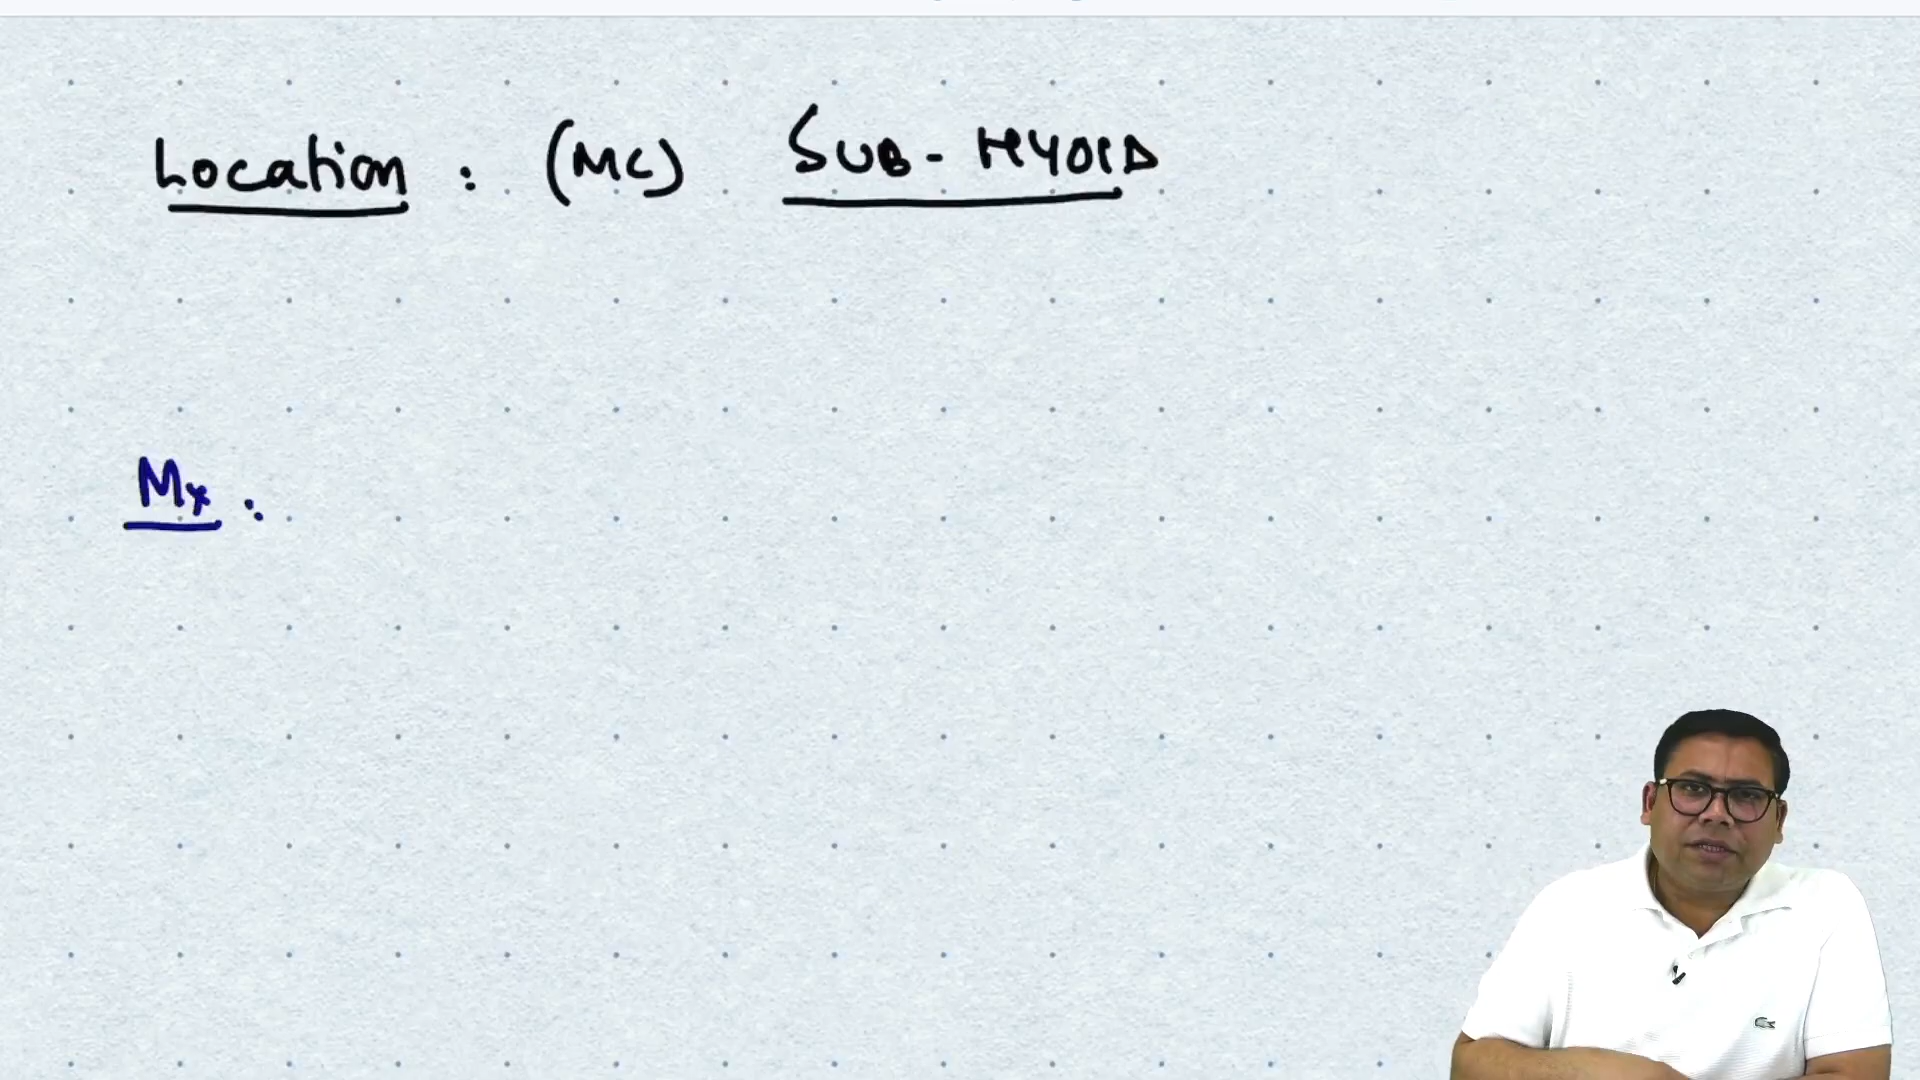 Location : (MC) SUB - HYOID
Mx :